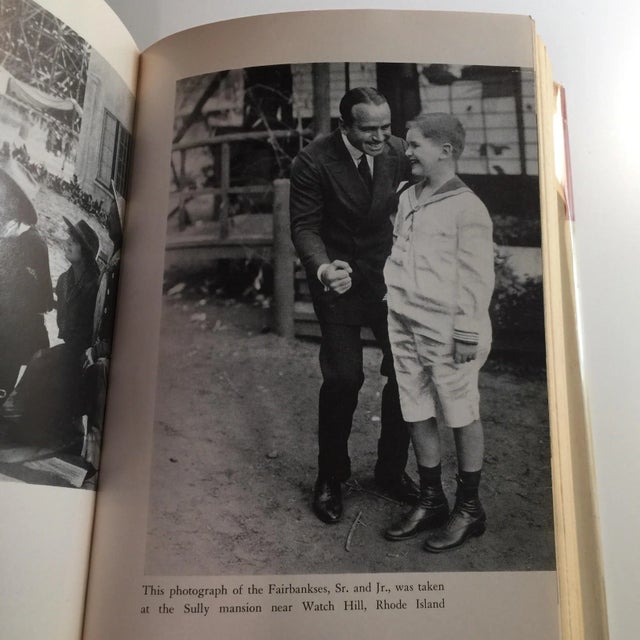 This photograph of the Fairbankses, Sr. and Jr., was taken
at the Sully mansion near Watch Hill, Rhode Island